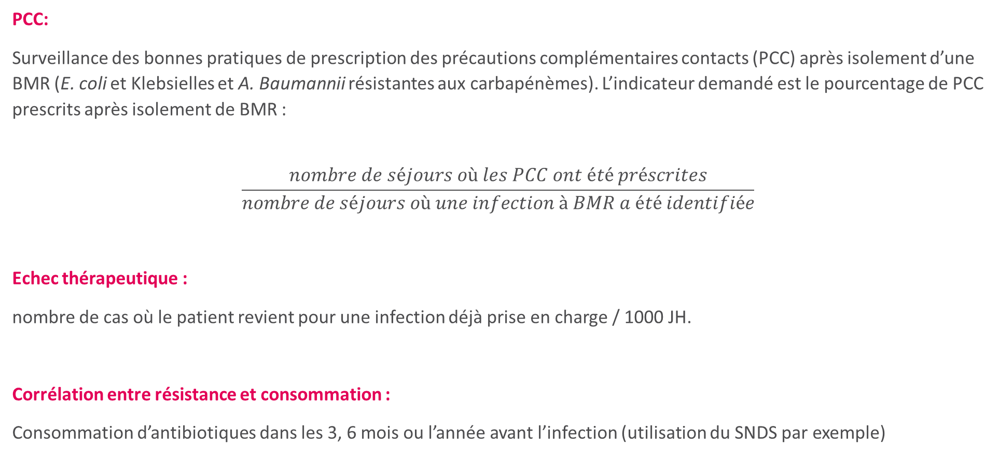 PCC:
Surveillance des bonnes pratiques de prescription des précautions complémentaires contacts (PCC) après isolement d’une
BMR (E. coli et Klebsielles et A. Baumannii résistantes aux carbapénèmes). L’indicateur demandé est le pourcentage de PCC
prescrits après isolement de BMR :
nombre de séjours où les PCC ont été préscrites
nombre de séjours où une infection à BMR a été identifiée
Echec thérapeutique :
nombre de cas où le patient revient pour une infection déjà prise en charge / 1000 JH.
Corrélation entre résistance et consommation :
Consommation d’antibiotiques dans les 3, 6 mois ou l’année avant l’infection (utilisation du SNDS par exemple)